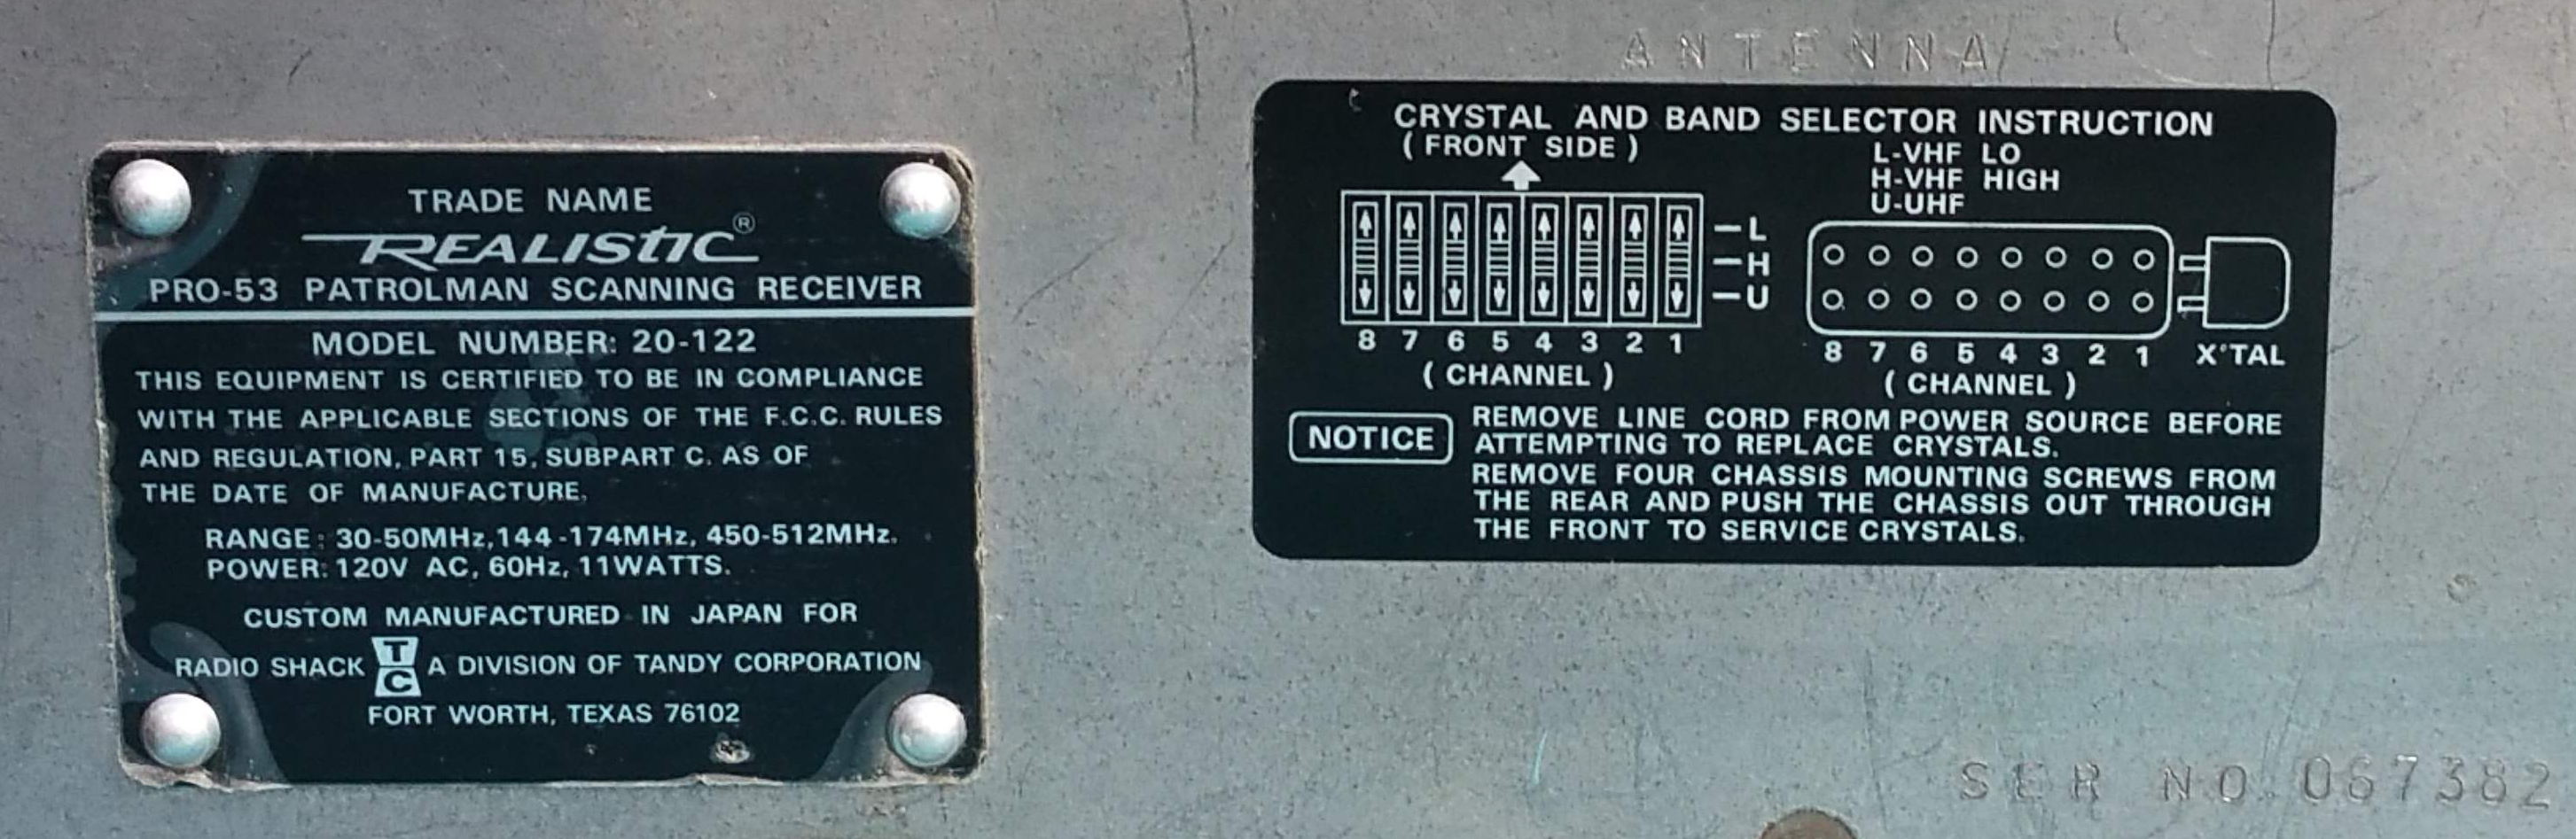 ANTENNA
TRADE NAME
REALISTIC®
PRO-53 PATROLMAN SCANNING RECEIVER
MODEL NUMBER: 20-122
THIS EQUIPMENT IS CERTIFIED TO BE IN COMPLIANCE
WITH THE APPLICABLE SECTIONS OF THE F.C.C. RULES
AND REGULATION, PART 15, SUBPART C. AS OF
THE DATE OF MANUFACTURE.
RANGE: 30-50MHz, 144-174MHz, 450-512MHz.
POWER: 120V AC, 60Hz, 11WATTS.
CUSTOM MANUFACTURED IN JAPAN FOR
RADIO SHACK TC A DIVISION OF TANDY CORPORATION
FORT WORTH, TEXAS 76102
CRYSTAL AND BAND SELECTOR INSTRUCTION
(FRONT SIDE)
L-VHF LO
H-VHF HIGH
U-UHF
L
H
U
8 7 6 5 4 3 2 1
(CHANNEL)
8 7 6 5 4 3 2 1 X'TAL
(CHANNEL)
NOTICE
REMOVE LINE CORD FROM POWER SOURCE BEFORE
ATTEMPTING TO REPLACE CRYSTALS.
REMOVE FOUR CHASSIS MOUNTING SCREWS FROM
THE REAR AND PUSH THE CHASSIS OUT THROUGH
THE FRONT TO SERVICE CRYSTALS.
SER NO. 067382